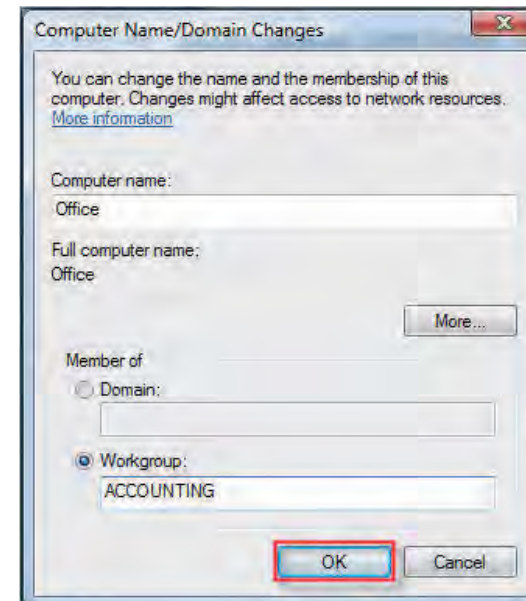 Computer Name/Domain Changes
You can change the name and the membership of this
computer. Changes might affect access to network resources.
More information
Computer name:
Office
Full computer name:
Office
More...
Member of
Domain:
Workgroup:
ACCOUNTING
OK
Cancel